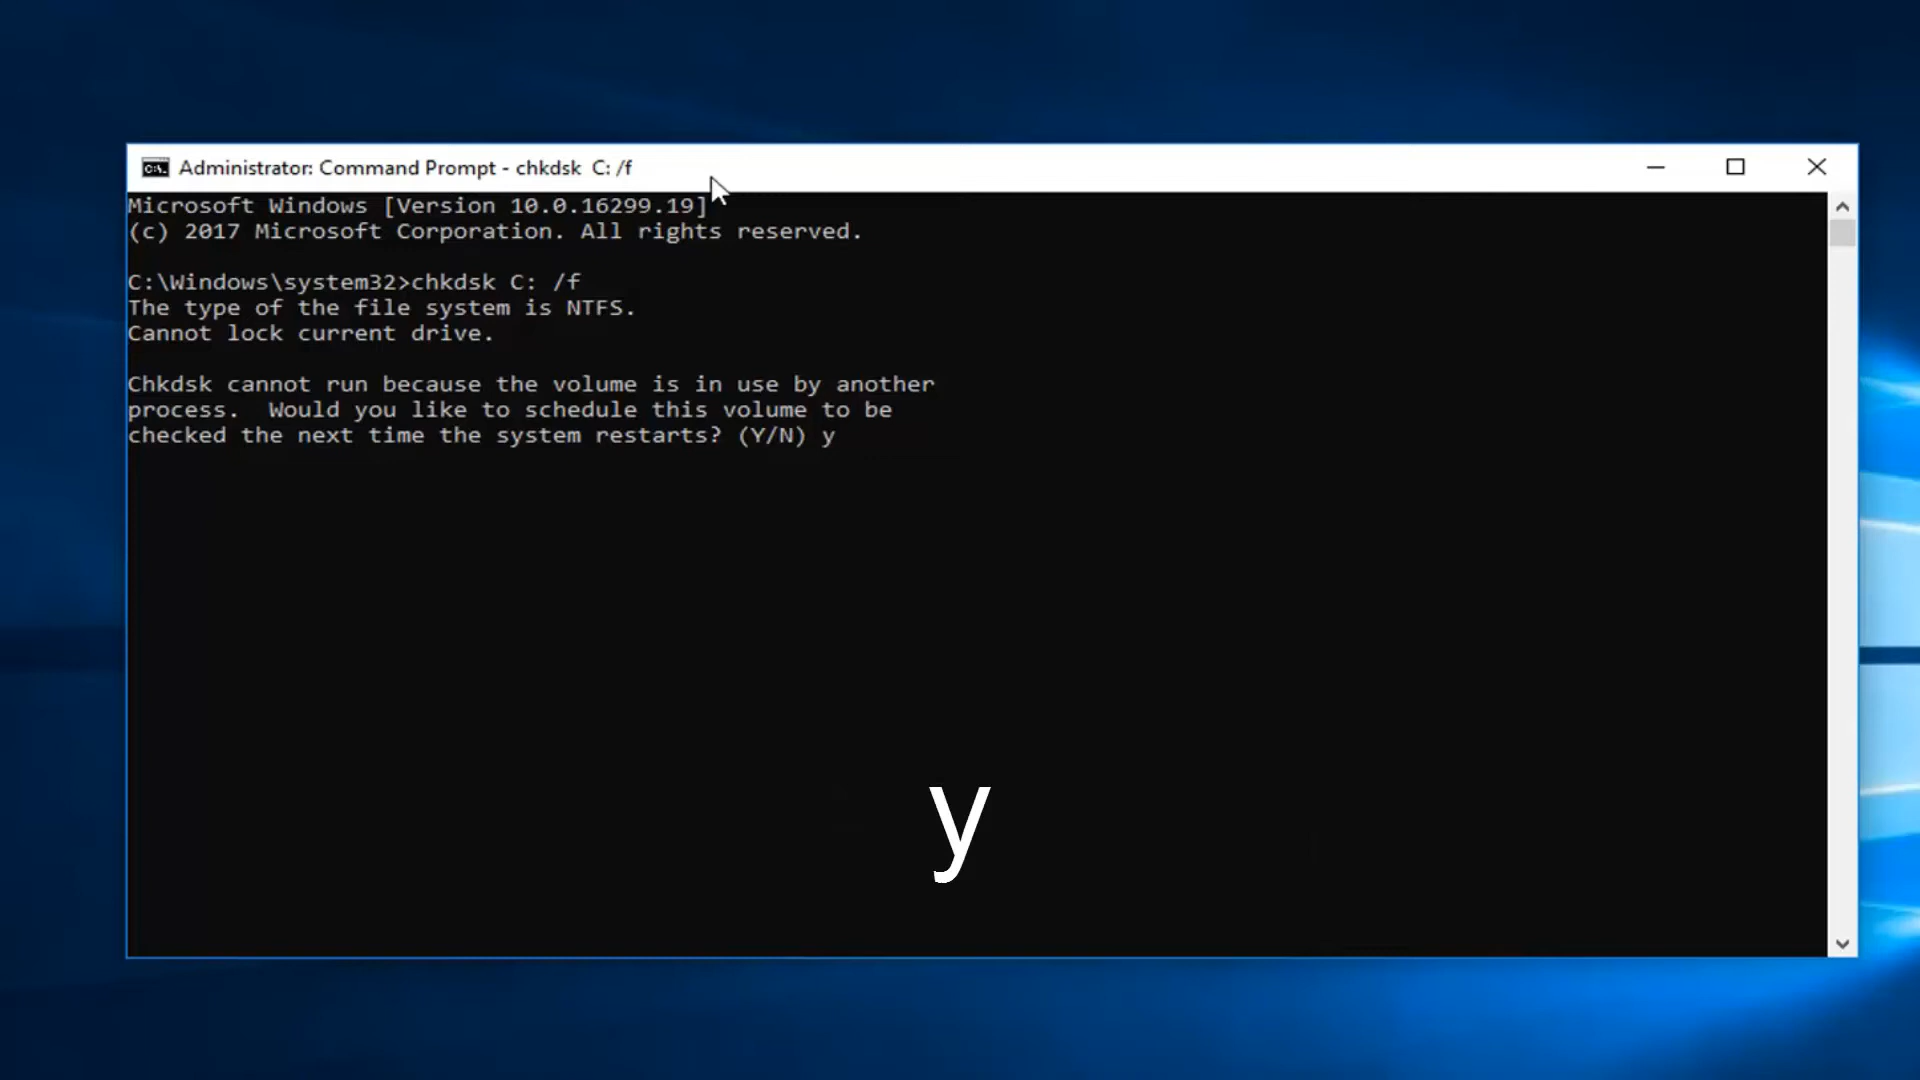 Administrator: Command Prompt - chkdsk  C: /f
Microsoft Windows [Version 10.0.16299.19]
(c) 2017 Microsoft Corporation. All rights reserved.
C:\Windows\system32>chkdsk C: /f
The type of the file system is NTFS.
Cannot lock current drive.
Chkdsk cannot run because the volume is in use by another
process.  Would you like to schedule this volume to be
checked the next time the system restarts? (Y/N) y
y